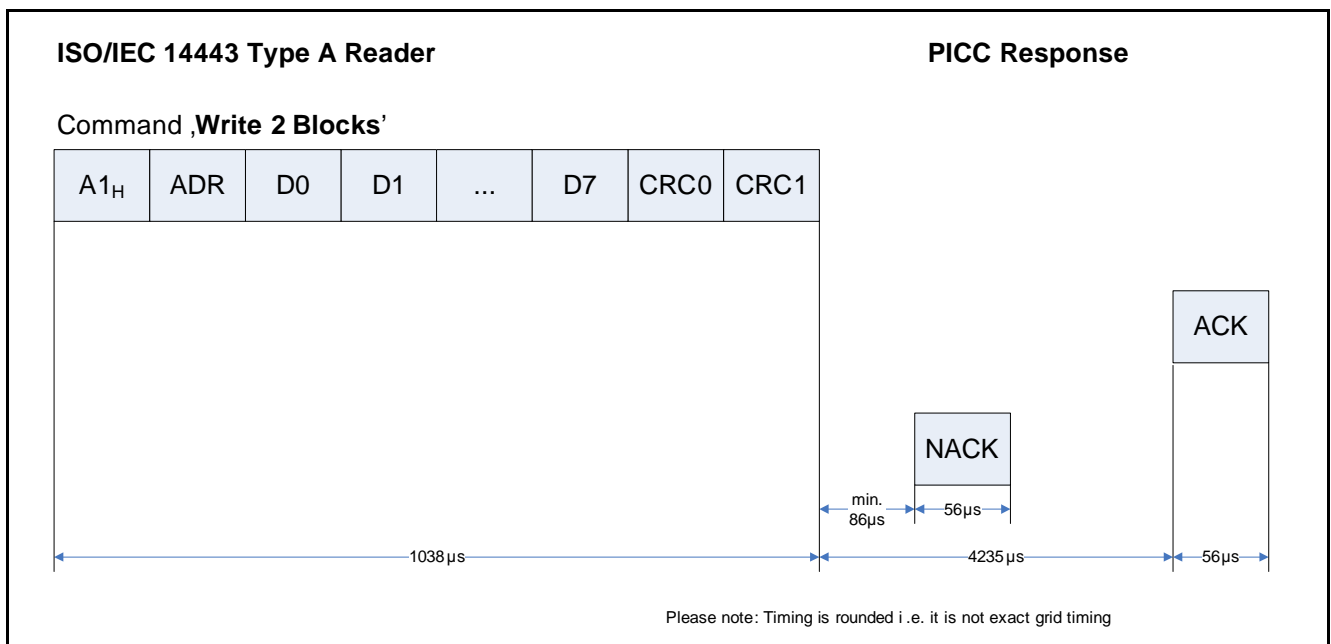 ISO/IEC 14443 Type A Reader
PICC Response
Command ‚Write 2 Blocks’
A1H
ADR
D0
D1
...
D7
CRC0
CRC1
ACK
NACK
min.
86µs
56µs
1038µs
4235µs
56µs
Please note: Timing is rounded i .e. it is not exact grid timing